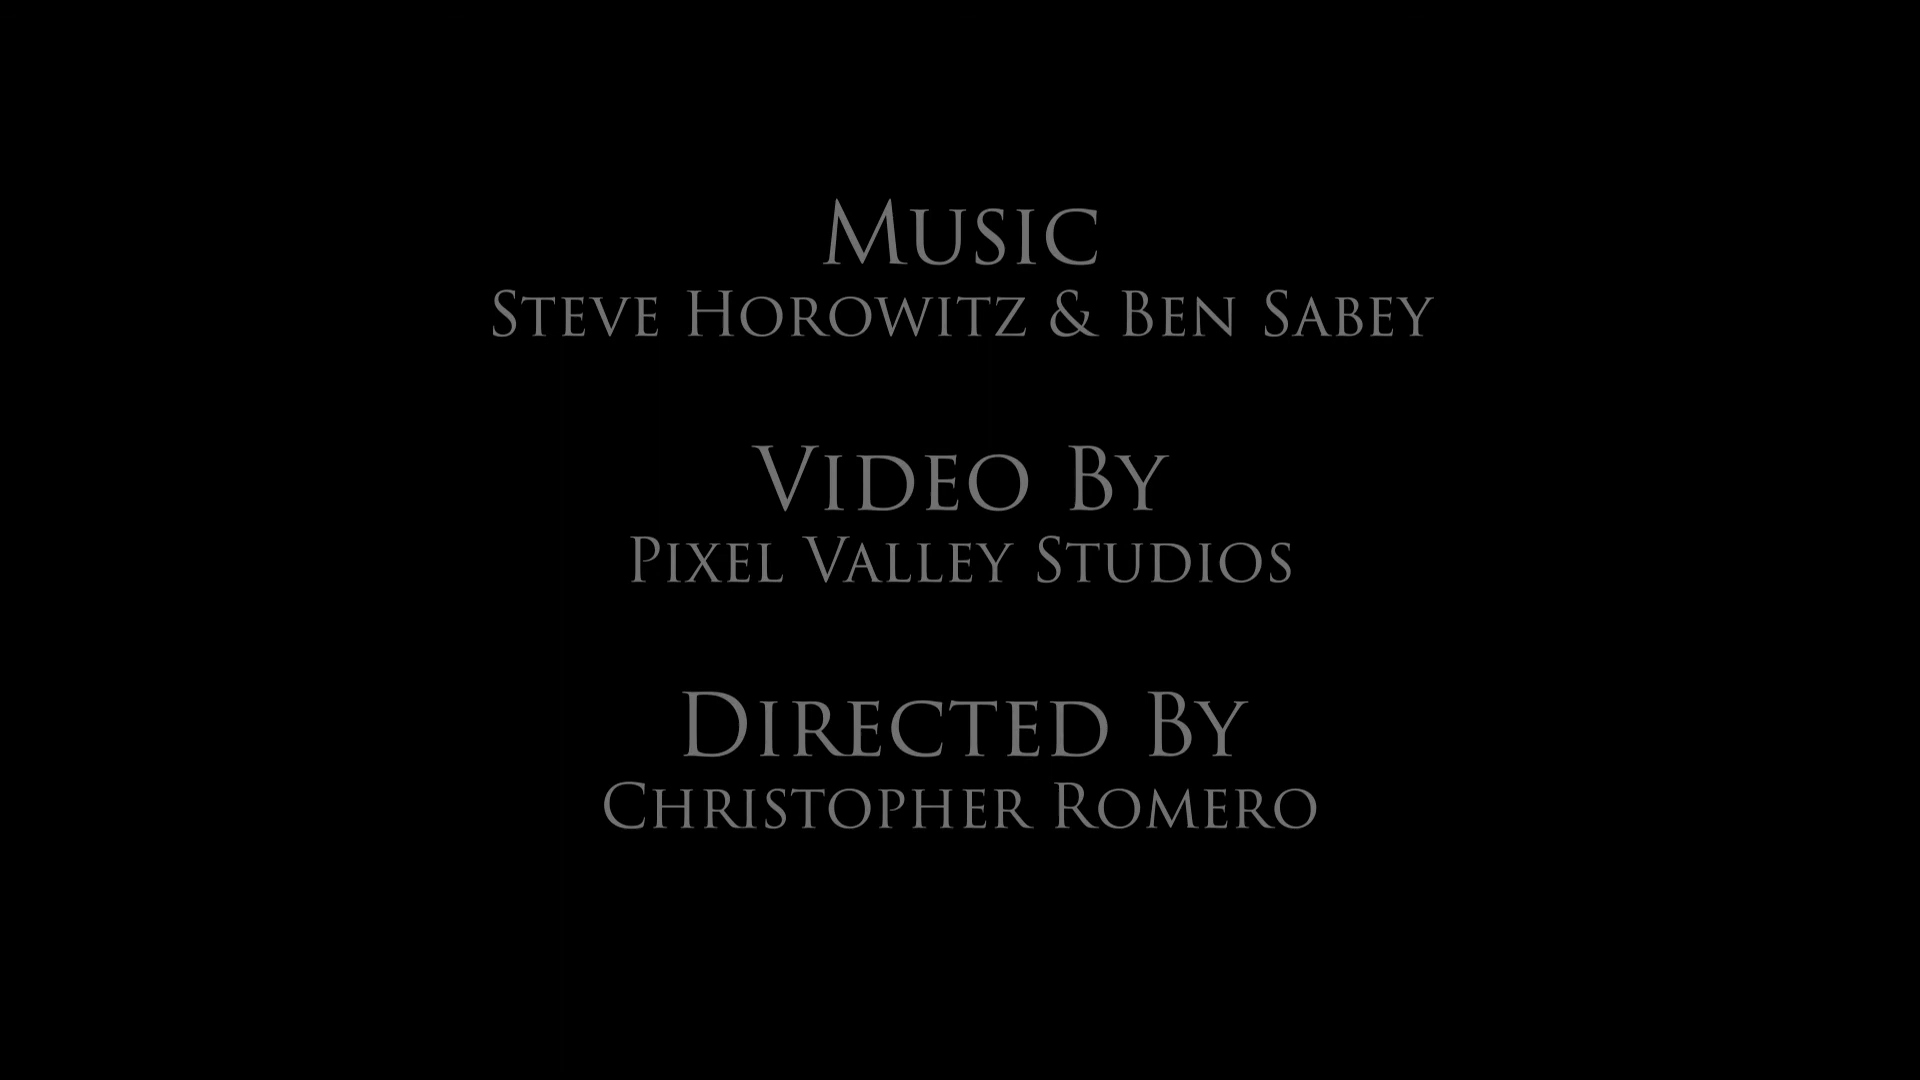 Music
Steve Horowitz & Ben Sabey
Video By
Pixel Valley Studios
Directed By
Christopher Romero